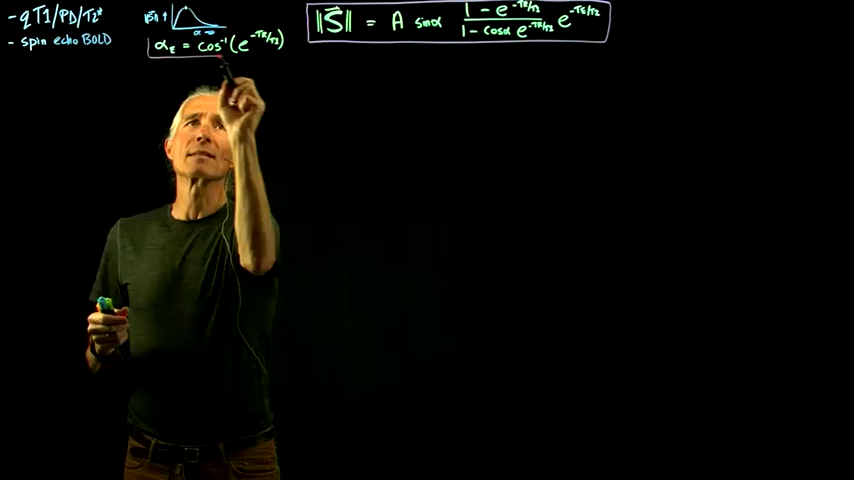 - qT1/PD/T2*
- spin echo BOLD
‖S⃗‖ ↑
α →
α_E = cos⁻¹(e^(-TR/T1))
‖S⃗‖ = A sinα (1 - e^(-TR/T1)) / (1 - cosα e^(-TR/T1)) e^(-TE/T2)